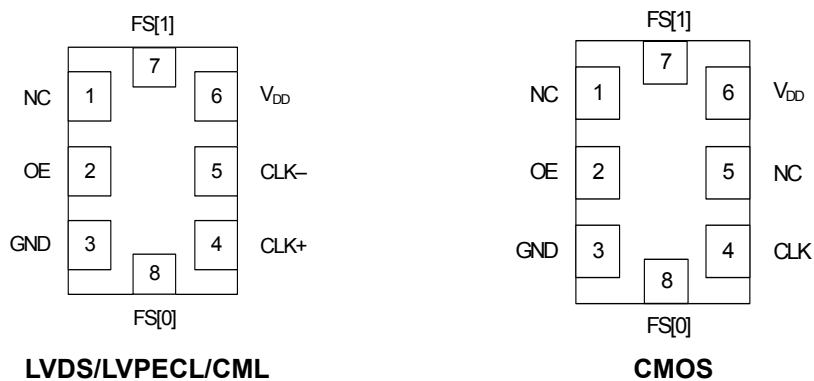 FS[1]
7
NC 1 6 VDD
OE 2 5 CLK–
GND 3 4 CLK+
8
FS[0]
LVDS/LVPECL/CML
FS[1]
7
NC 1 6 VDD
OE 2 5 NC
GND 3 4 CLK
8
FS[0]
CMOS